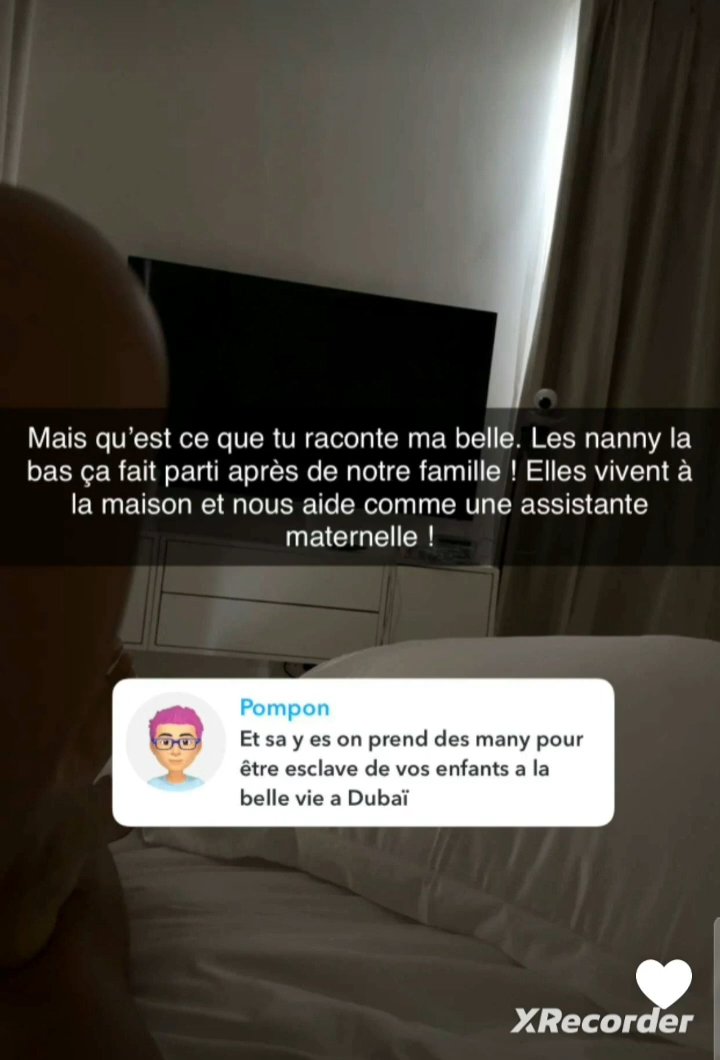 Mais qu'est ce que tu raconte ma belle. Les nanny la
bas ça fait parti après de notre famille ! Elles vivent à
la maison et nous aide comme une assistante
maternelle !
Pompon
Et sa y es on prend des many pour
être esclave de vos enfants a la
belle vie a Dubaï
XRecorder